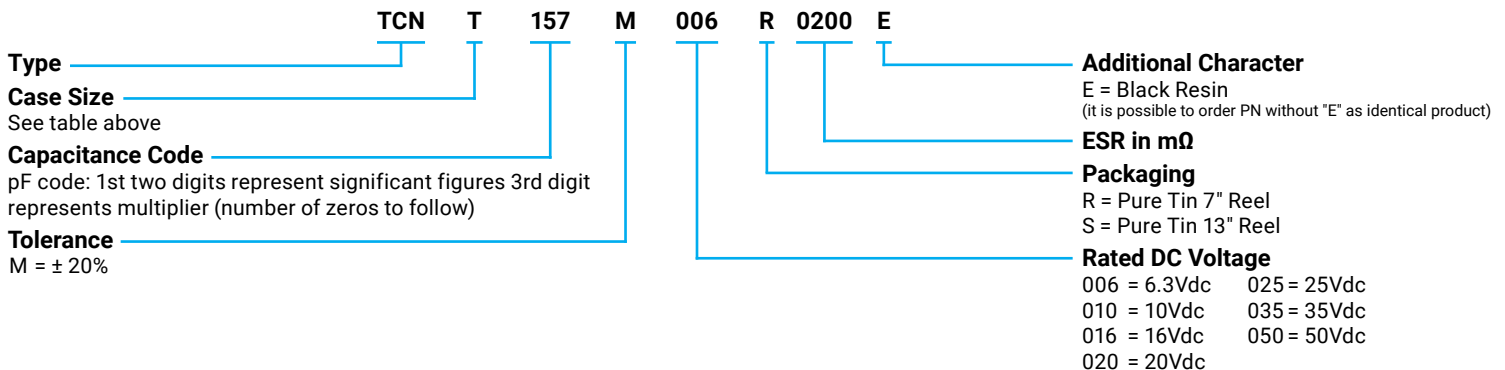 TCN T 157 M 006 R 0200 E
Type
Case Size
See table above
Capacitance Code
pF code: 1st two digits represent significant figures 3rd digit
represents multiplier (number of zeros to follow)
Tolerance
M = ± 20%
Additional Character
E = Black Resin
(it is possible to order PN without "E" as identical product)
ESR in mΩ
Packaging
R = Pure Tin 7" Reel
S = Pure Tin 13" Reel
Rated DC Voltage
006 = 6.3Vdc 025 = 25Vdc
010 = 10Vdc 035 = 35Vdc
016 = 16Vdc 050 = 50Vdc
020 = 20Vdc